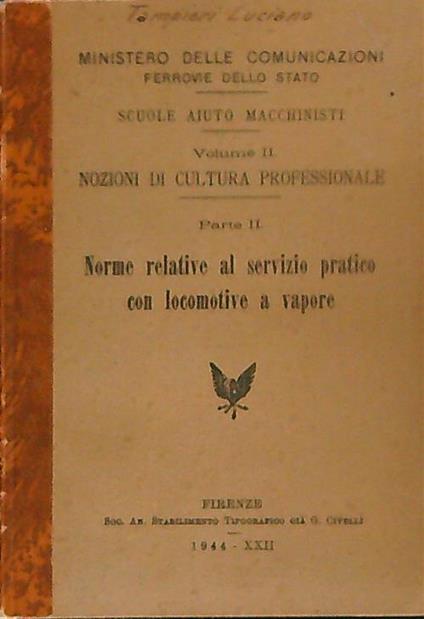 Tampieri Luciano
MINISTERO DELLE COMUNICAZIONI
FERROVIE DELLO STATO
SCUOLE AIUTO MACCHINISTI
Volume II.
NOZIONI DI CULTURA PROFESSIONALE
Parte II.
Norme relative al servizio pratico
con locomotive a vapore
FIRENZE
Soc. An. Stabilimento Tipografico già G. Civelli
1944 - XXII